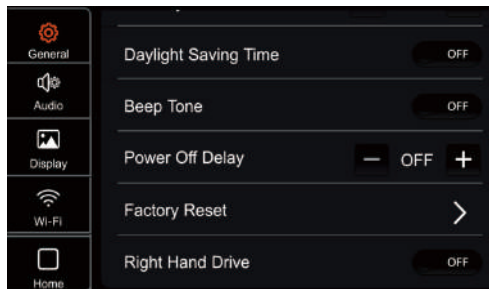 General
Audio
Display
Wi-Fi
Home
Daylight Saving Time OFF
Beep Tone OFF
Power Off Delay — OFF +
Factory Reset >
Right Hand Drive OFF